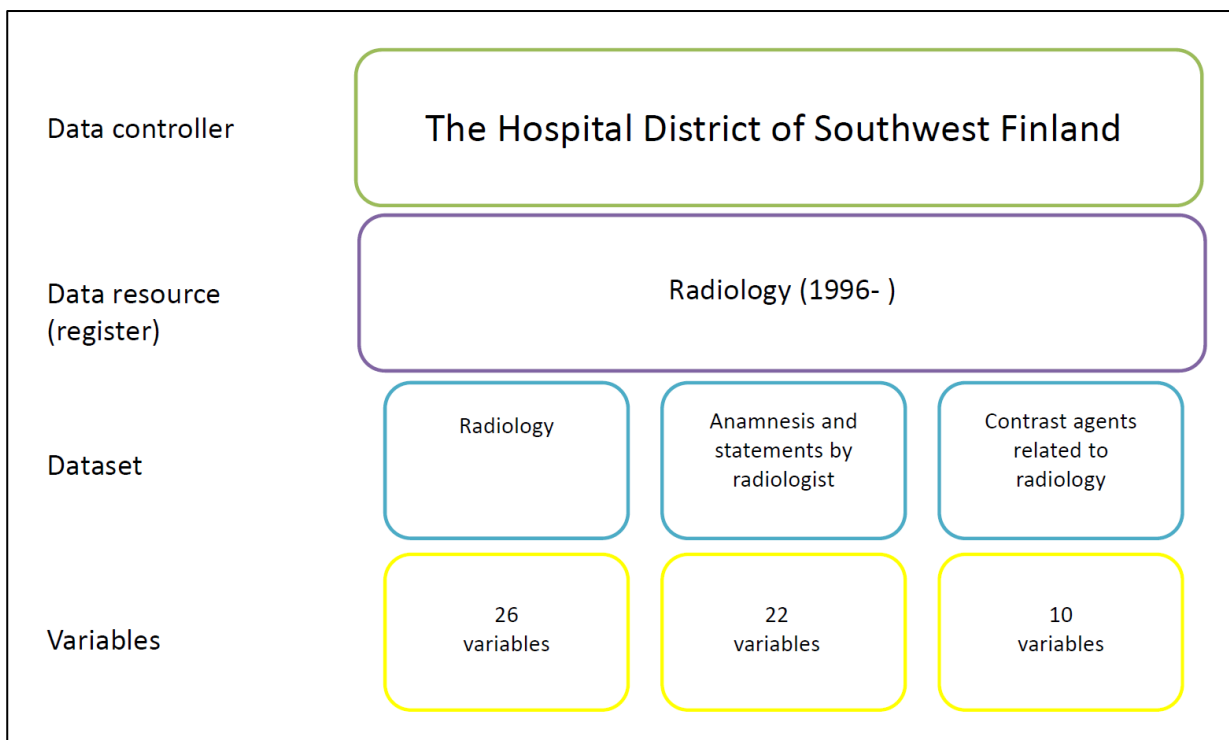 Data controller
The Hospital District of Southwest Finland
Data resource
(register)
Radiology (1996- )
Dataset
Radiology
Anamnesis and
statements by
radiologist
Contrast agents
related to
radiology
Variables
26
variables
22
variables
10
variables